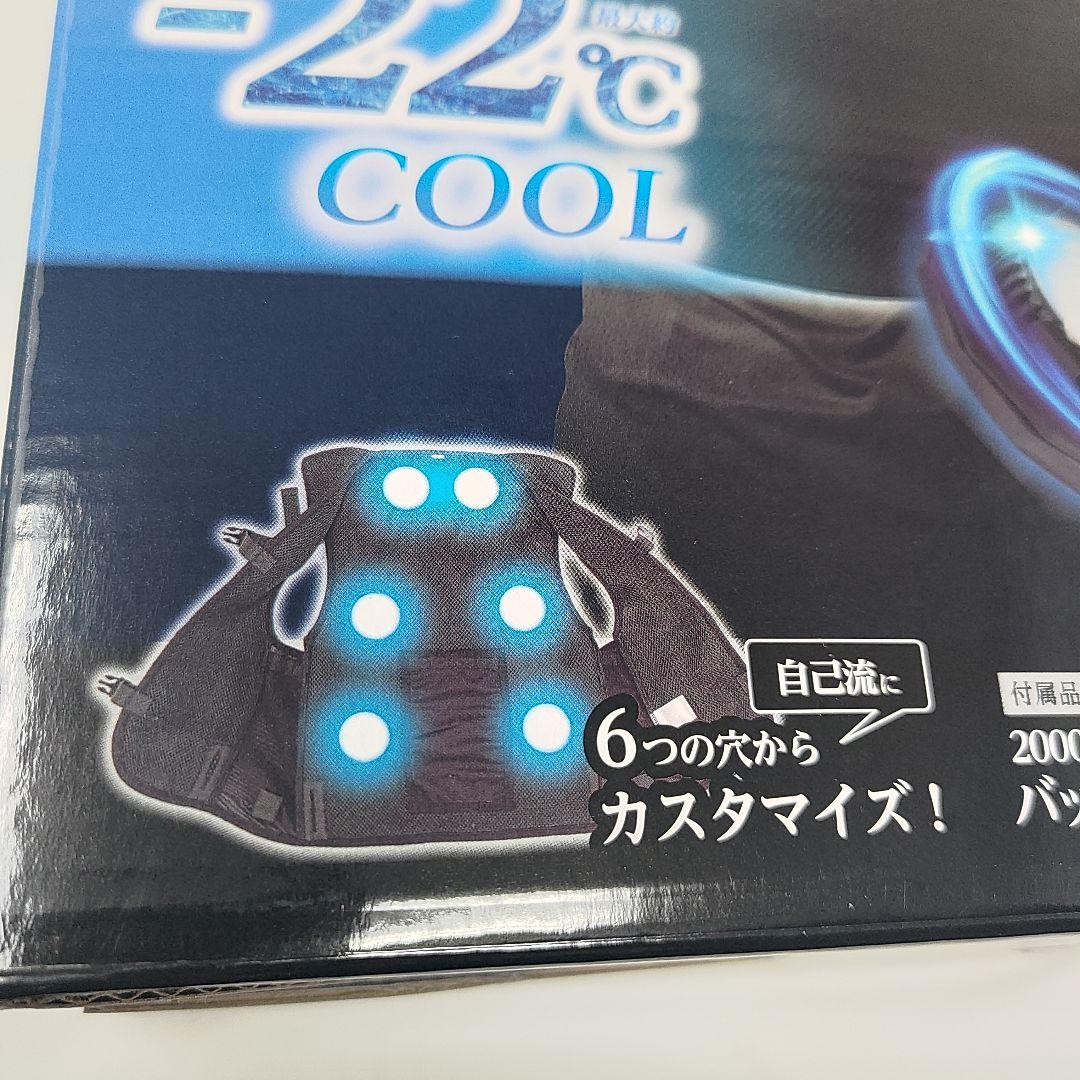 最大約
-22℃
COOL
自己流に
6つの穴から
カスタマイズ!
付属品
2000
バッ